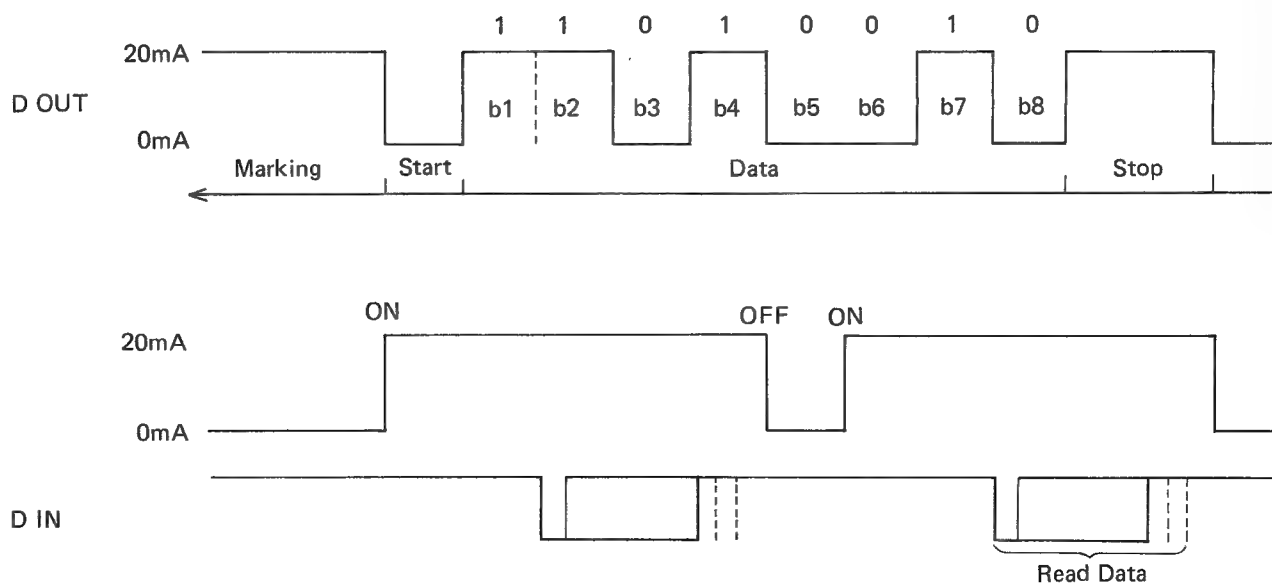 1 1 0 1 0 0 1 0
20mA
D OUT
b1 b2 b3 b4 b5 b6 b7 b8
0mA
Marking Start Data Stop
ON OFF ON
20mA
0mA
D IN
Read Data